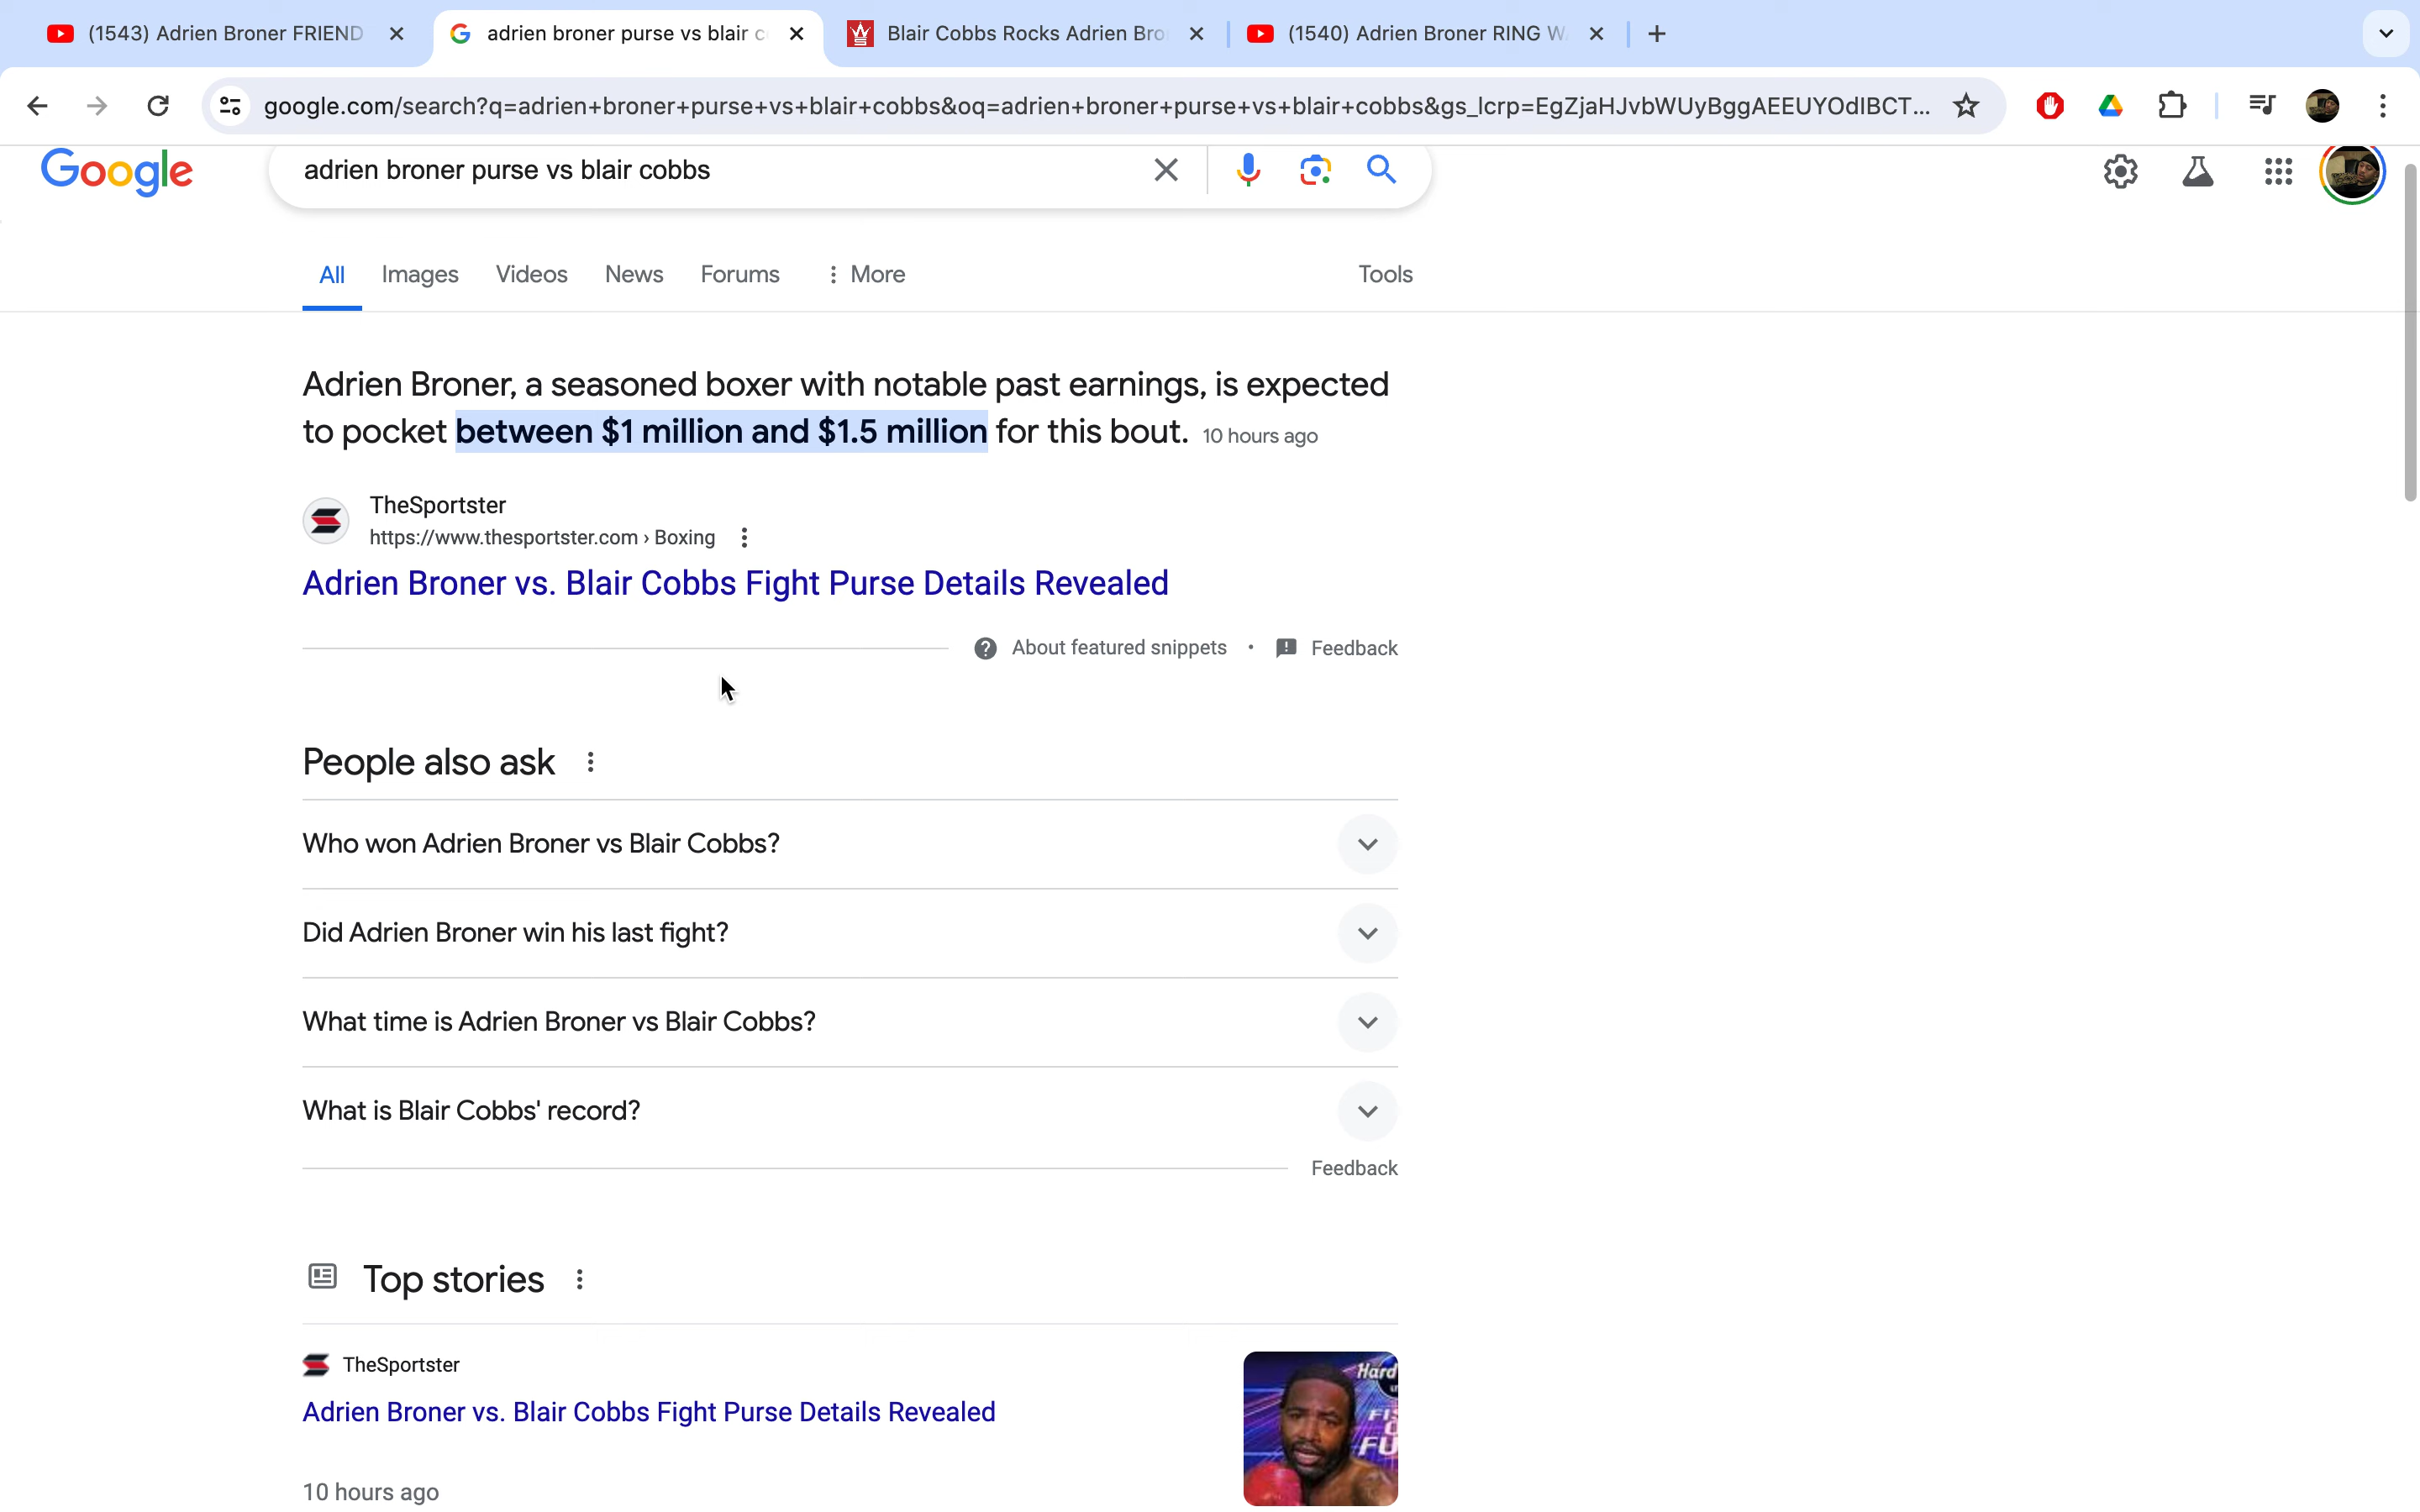 (1543) Adrien Broner FRIEND
adrien broner purse vs blair c
Blair Cobbs Rocks Adrien Bro
(1540) Adrien Broner RING W
google.com/search?q=adrien+broner+purse+vs+blair+cobbs&oq=adrien+broner+purse+vs+blair+cobbs&gs_lcrp=EgZjaHJvbWUyBggAEEUYOdIBCT...
Google
adrien broner purse vs blair cobbs
All Images Videos News Forums More Tools
Adrien Broner, a seasoned boxer with notable past earnings, is expected
to pocket between $1 million and $1.5 million for this bout. 10 hours ago
TheSportster
https://www.thesportster.com › Boxing
Adrien Broner vs. Blair Cobbs Fight Purse Details Revealed
About featured snippets • Feedback
People also ask
Who won Adrien Broner vs Blair Cobbs?
Did Adrien Broner win his last fight?
What time is Adrien Broner vs Blair Cobbs?
What is Blair Cobbs' record?
Feedback
Top stories
TheSportster
Adrien Broner vs. Blair Cobbs Fight Purse Details Revealed
10 hours ago
Hard
FU